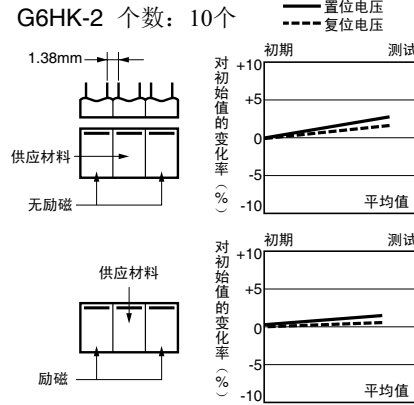 G6HK-2 个数：10个
置位电压
复位电压
1.38mm
供应材料
无励磁
对初始值的变化率（%）
初期
测试
+10
+5
0
-5
-10
平均值
供应材料
励磁
对初始值的变化率（%）
初期
测试
+10
+5
0
-5
-10
平均值